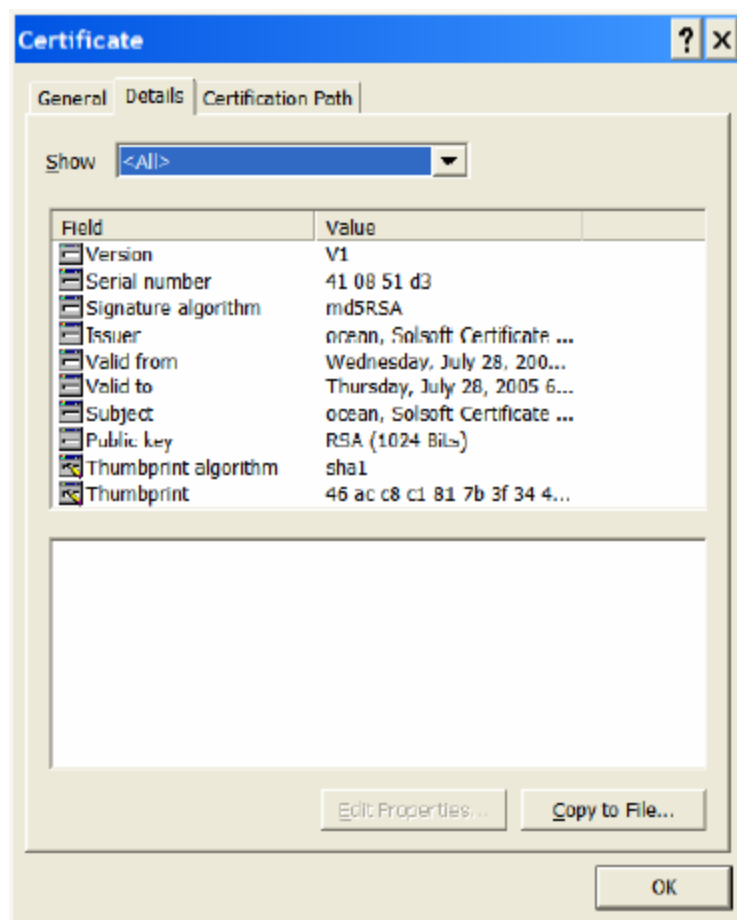 Certificate
General Details Certification Path
Show <All>
Field Value
Version V1
Serial number 41 08 51 d3
Signature algorithm md5RSA
Issuer ocean, Solsoft Certificate ...
Valid from Wednesday, July 28, 200...
Valid to Thursday, July 28, 2005 6...
Subject ocean, Solsoft Certificate ...
Public key RSA (1024 Bits)
Thumbprint algorithm sha1
Thumbprint 46 ac c8 c1 81 7b 3f 34 4...
Edit Properties... Copy to File...
OK